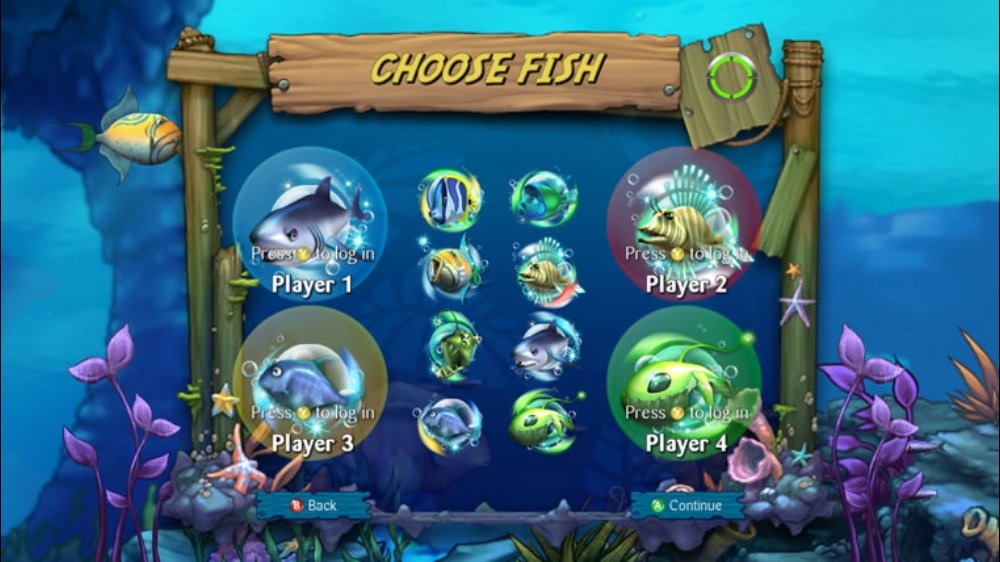 CHOOSE FISH
Press Y to log in
Player 1
Press Y to log in
Player 2
Press Y to log in
Player 3
Press Y to log in
Player 4
B Back
A Continue